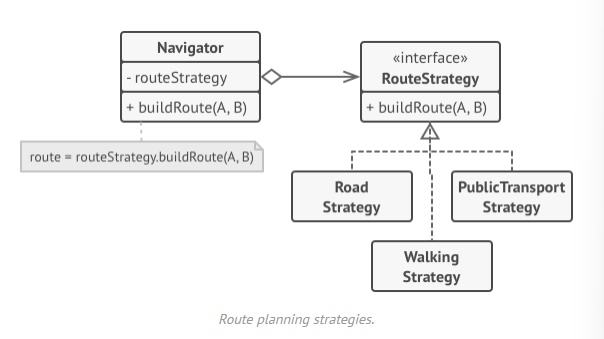 Navigator
- routeStrategy
+ buildRoute(A, B)
route = routeStrategy.buildRoute(A, B)
«interface»
RouteStrategy
+ buildRoute(A, B)
Road
Strategy
PublicTransport
Strategy
Walking
Strategy
Route planning strategies.